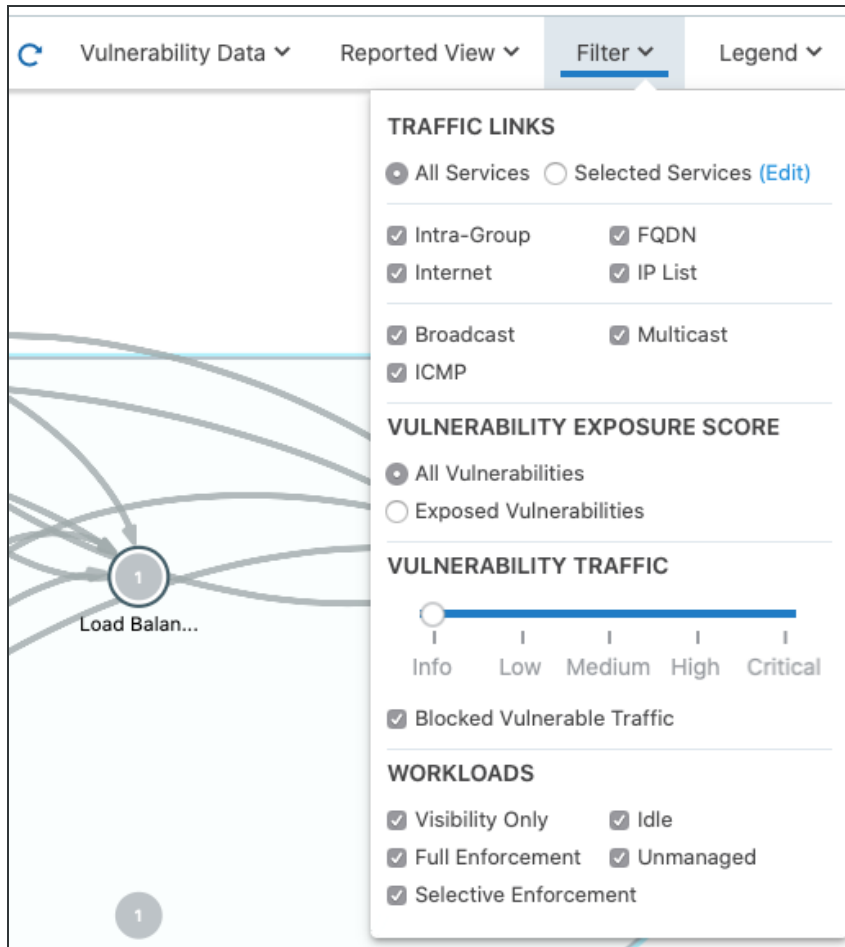 Vulnerability Data Reported View Filter Legend
TRAFFIC LINKS
All Services Selected Services (Edit)
Intra-Group FQDN
Internet IP List
Broadcast Multicast
ICMP
VULNERABILITY EXPOSURE SCORE
All Vulnerabilities
Exposed Vulnerabilities
VULNERABILITY TRAFFIC
1
Load Balan...
Info Low Medium High Critical
Blocked Vulnerable Traffic
WORKLOADS
Visibility Only Idle
Full Enforcement Unmanaged
Selective Enforcement
1